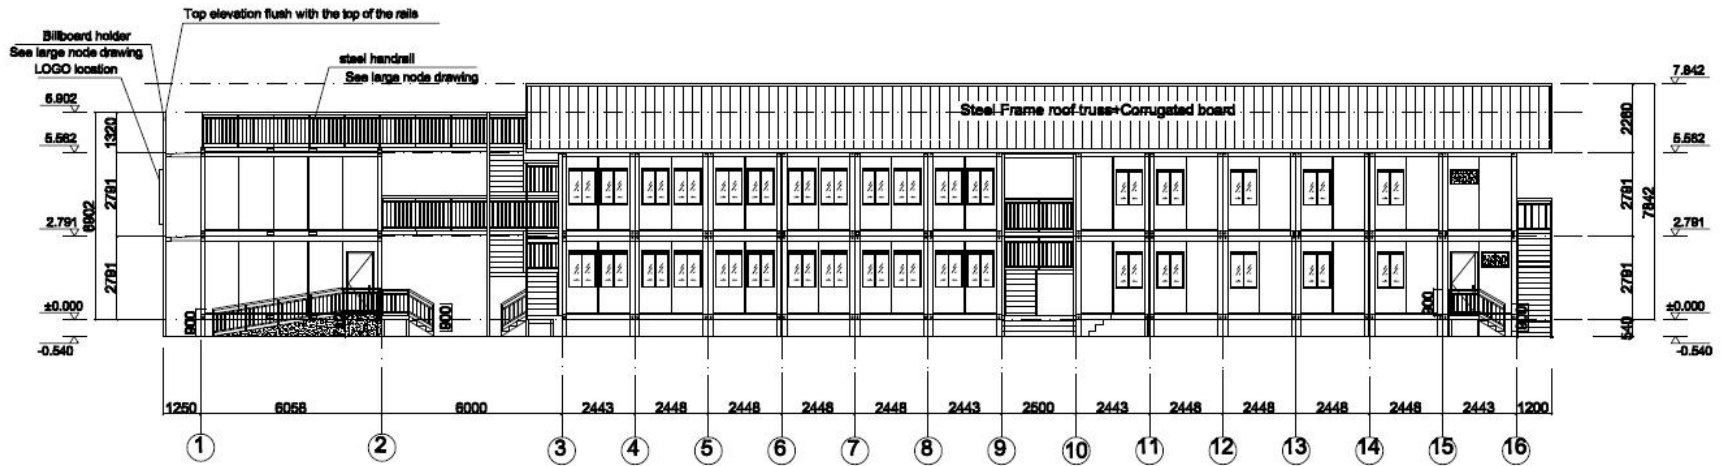 Top elevation flush with the top of the rails
Billboard holder
See large node drawing
LOGO location
steel handrail
See large node drawing
6.902
5.582
2.791
±0.000
-0.540
1320
2791
2791
6902
Steel Frame roof truss+Corrugated board
7.842
5.582
2.791
±0.000
-0.540
2260
2791
2791
540
7842
900
900
900
900
1250 6058 6000 2443 2448 2448 2448 2448 2443 2500 2443 2448 2448 2448 2448 2443 1200
1 2 3 4 5 6 7 8 9 10 11 12 13 14 15 16